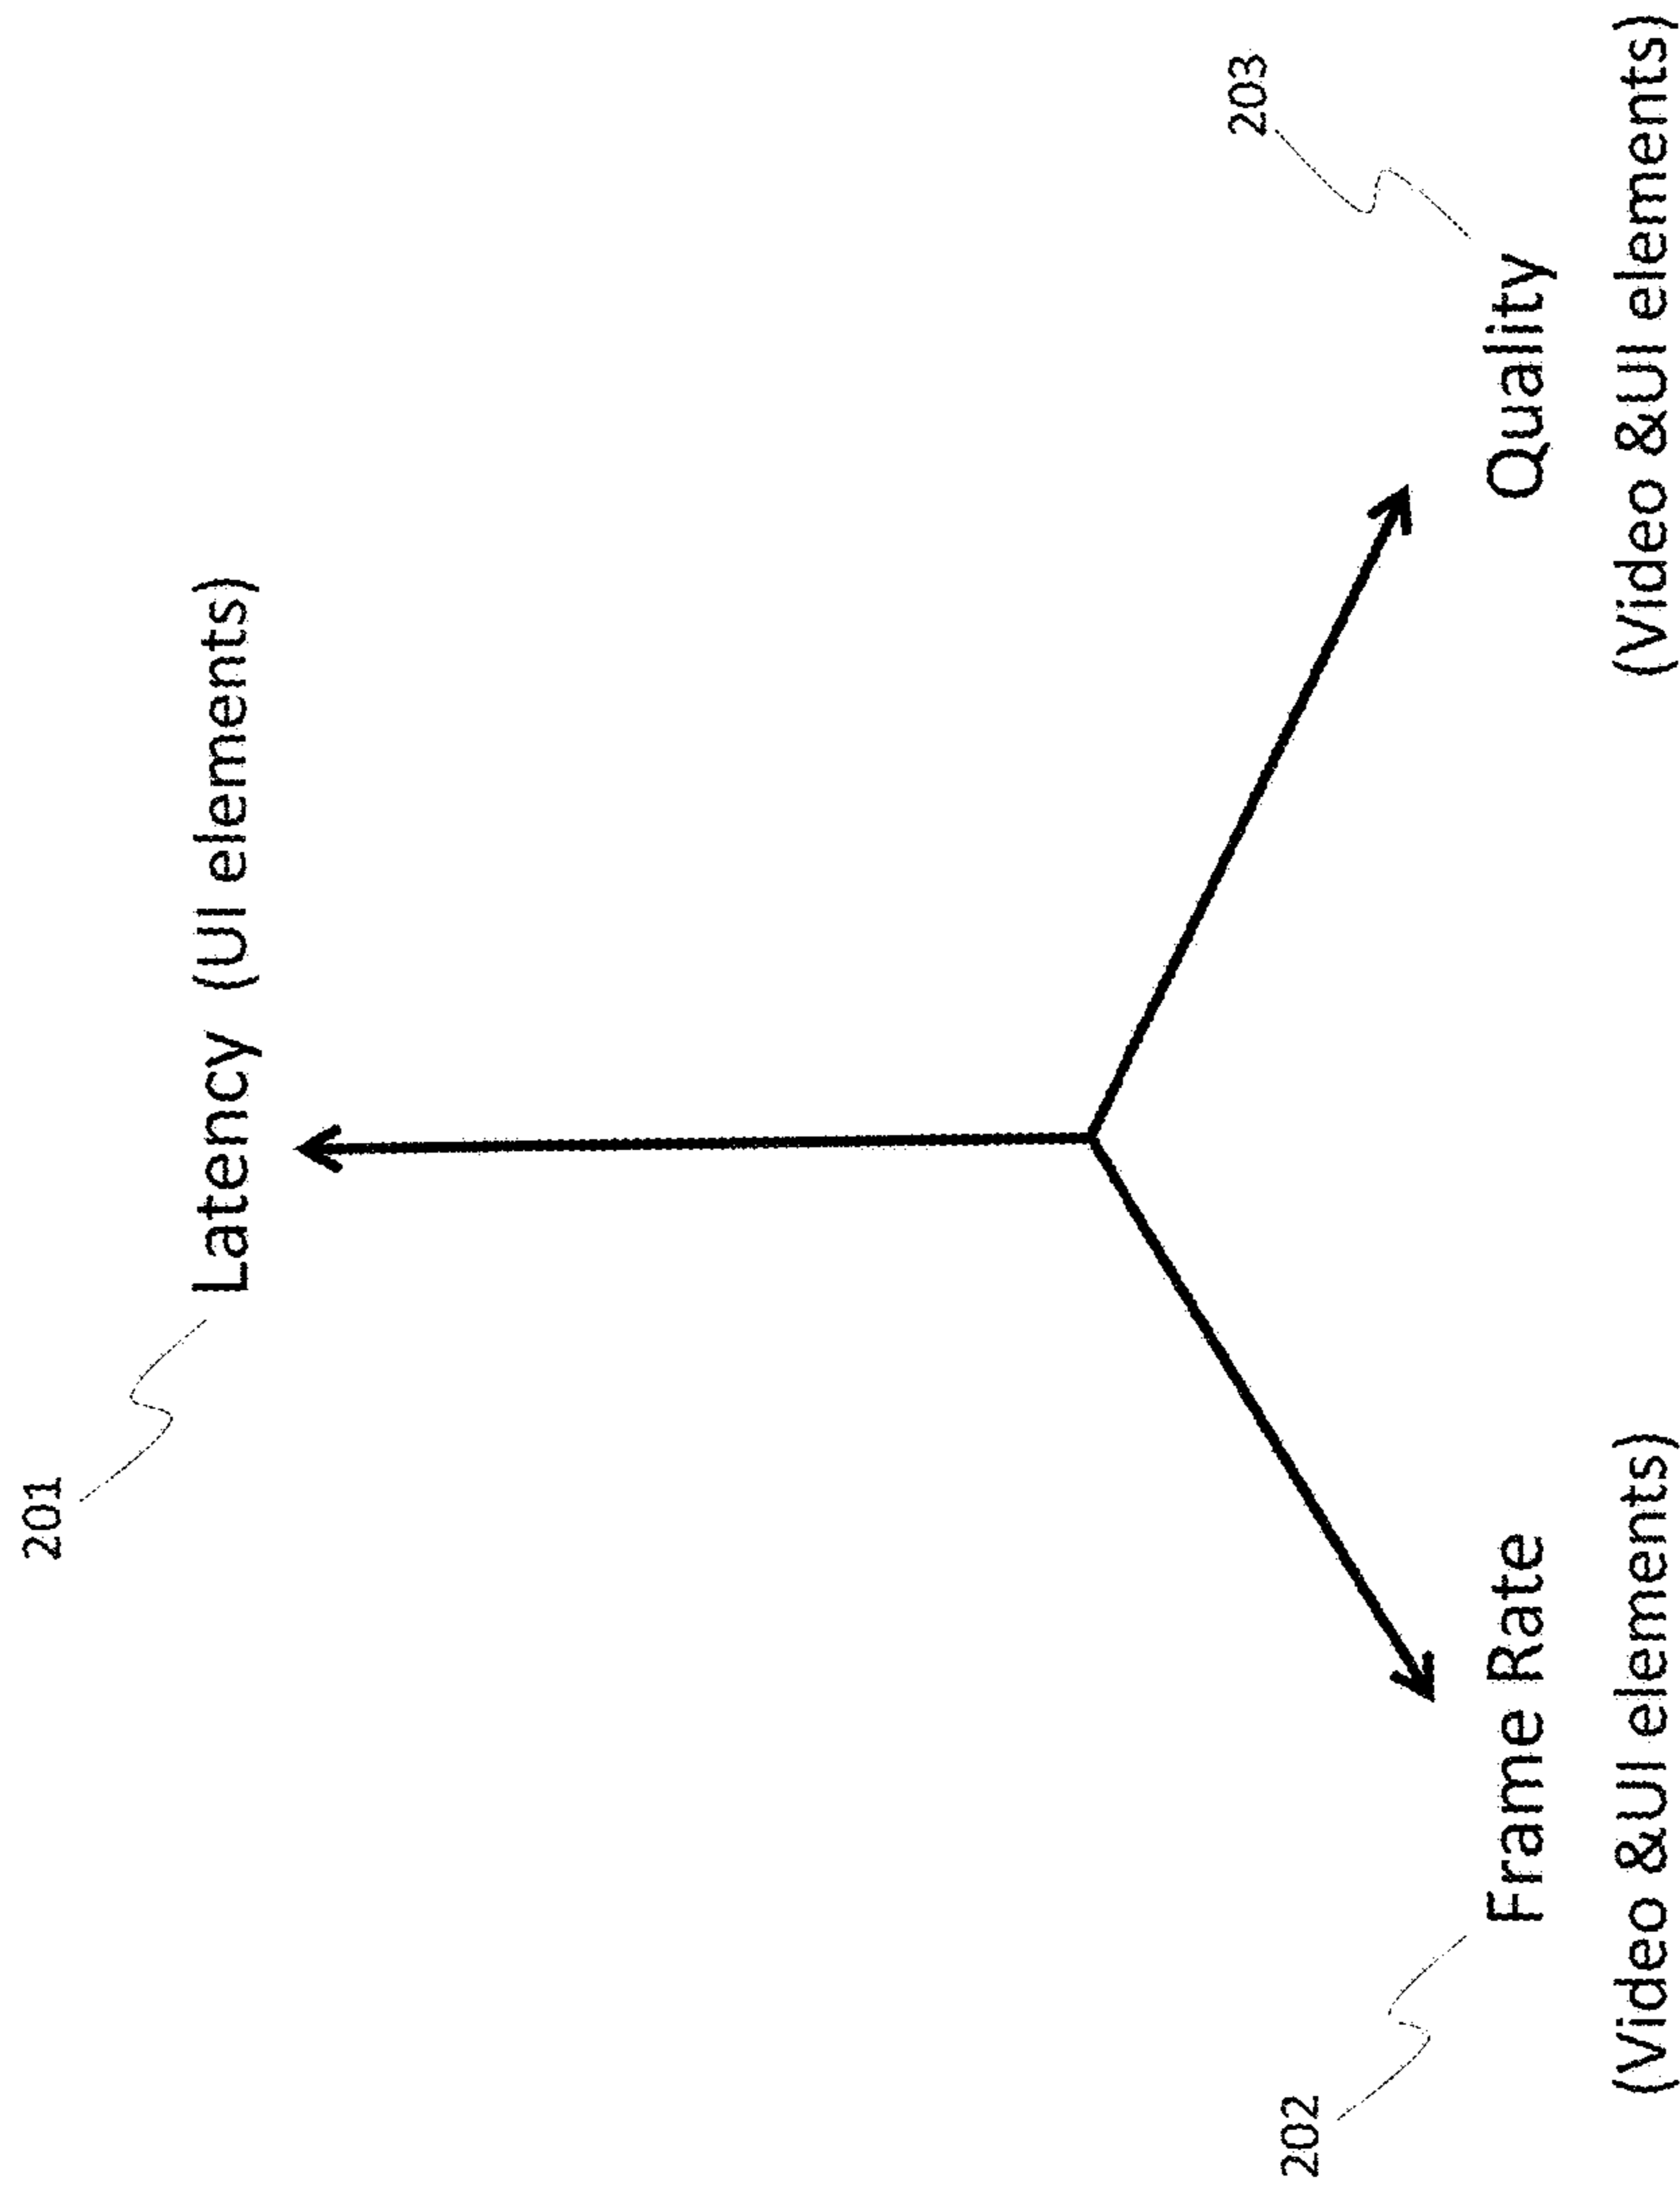 201
Latency (UI elements)
202
Frame Rate
(Video &UI elements)
203
Quality
(Video &UI elements)